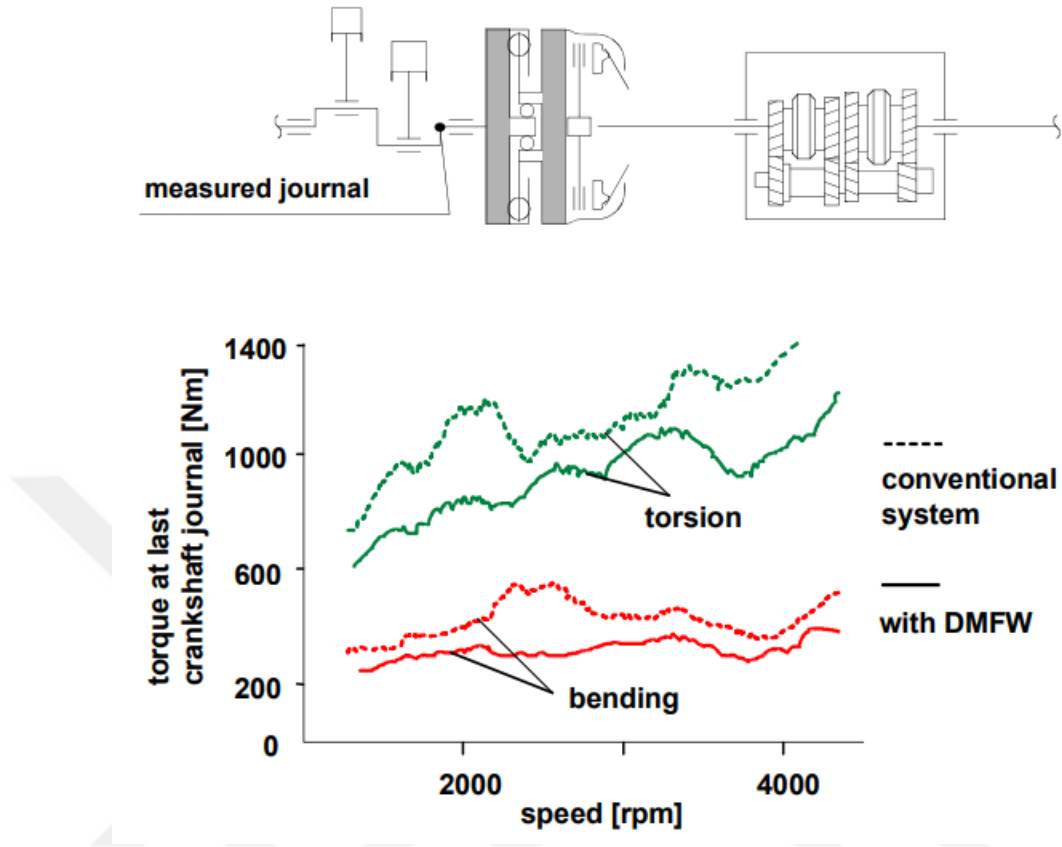 measured journal
torque at last
crankshaft journal [Nm]
1400
1000
600
200
0
torsion
bending
conventional
system
with DMFW
2000
4000
speed [rpm]